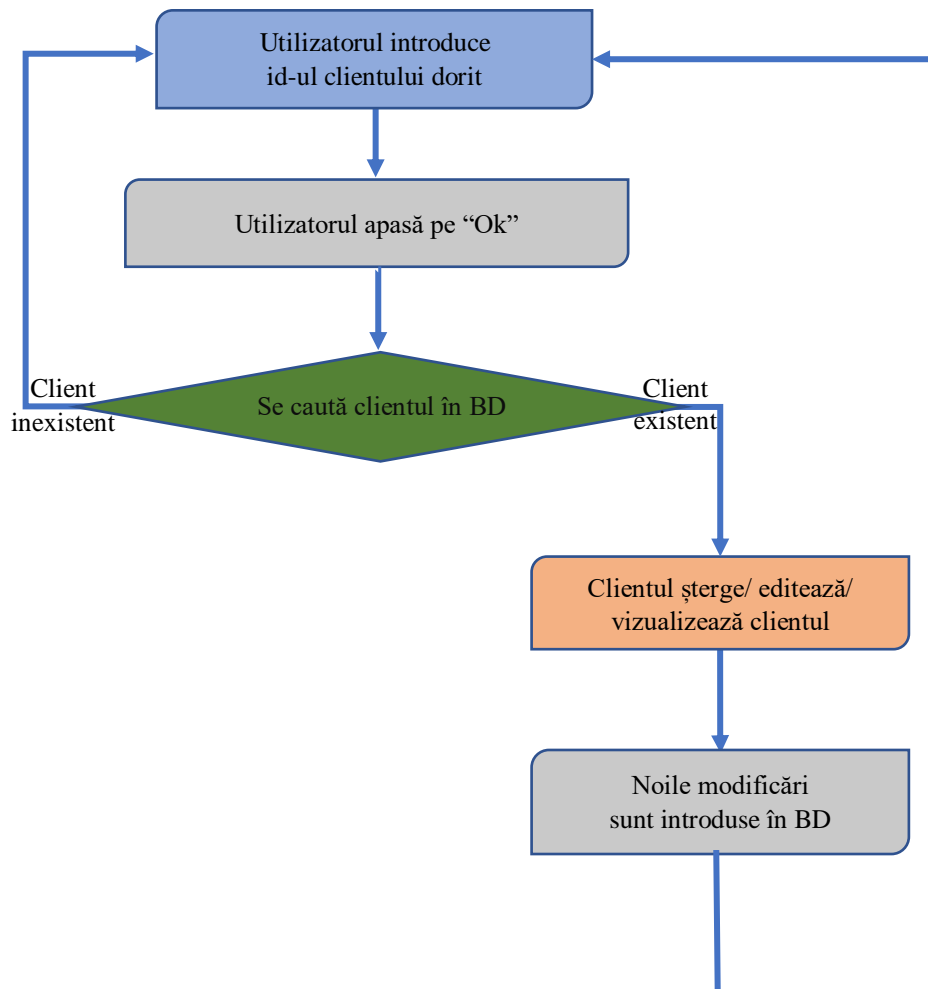 Utilizatorul introduce
id-ul clientului dorit
Utilizatorul apasă pe “Ok”
Client
inexistent
Se caută clientul în BD
Client
existent
Clientul șterge/ editează/
vizualizează clientul
Noile modificări
sunt introduse în BD